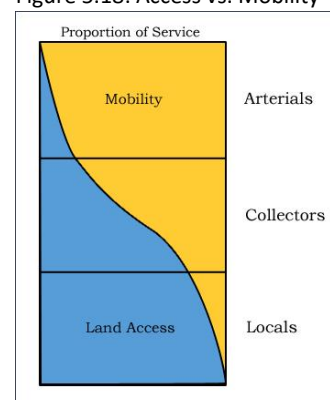 Figure 3.18: Access vs. Mobility
Proportion of Service
Mobility
Arterials
Collectors
Land Access
Locals